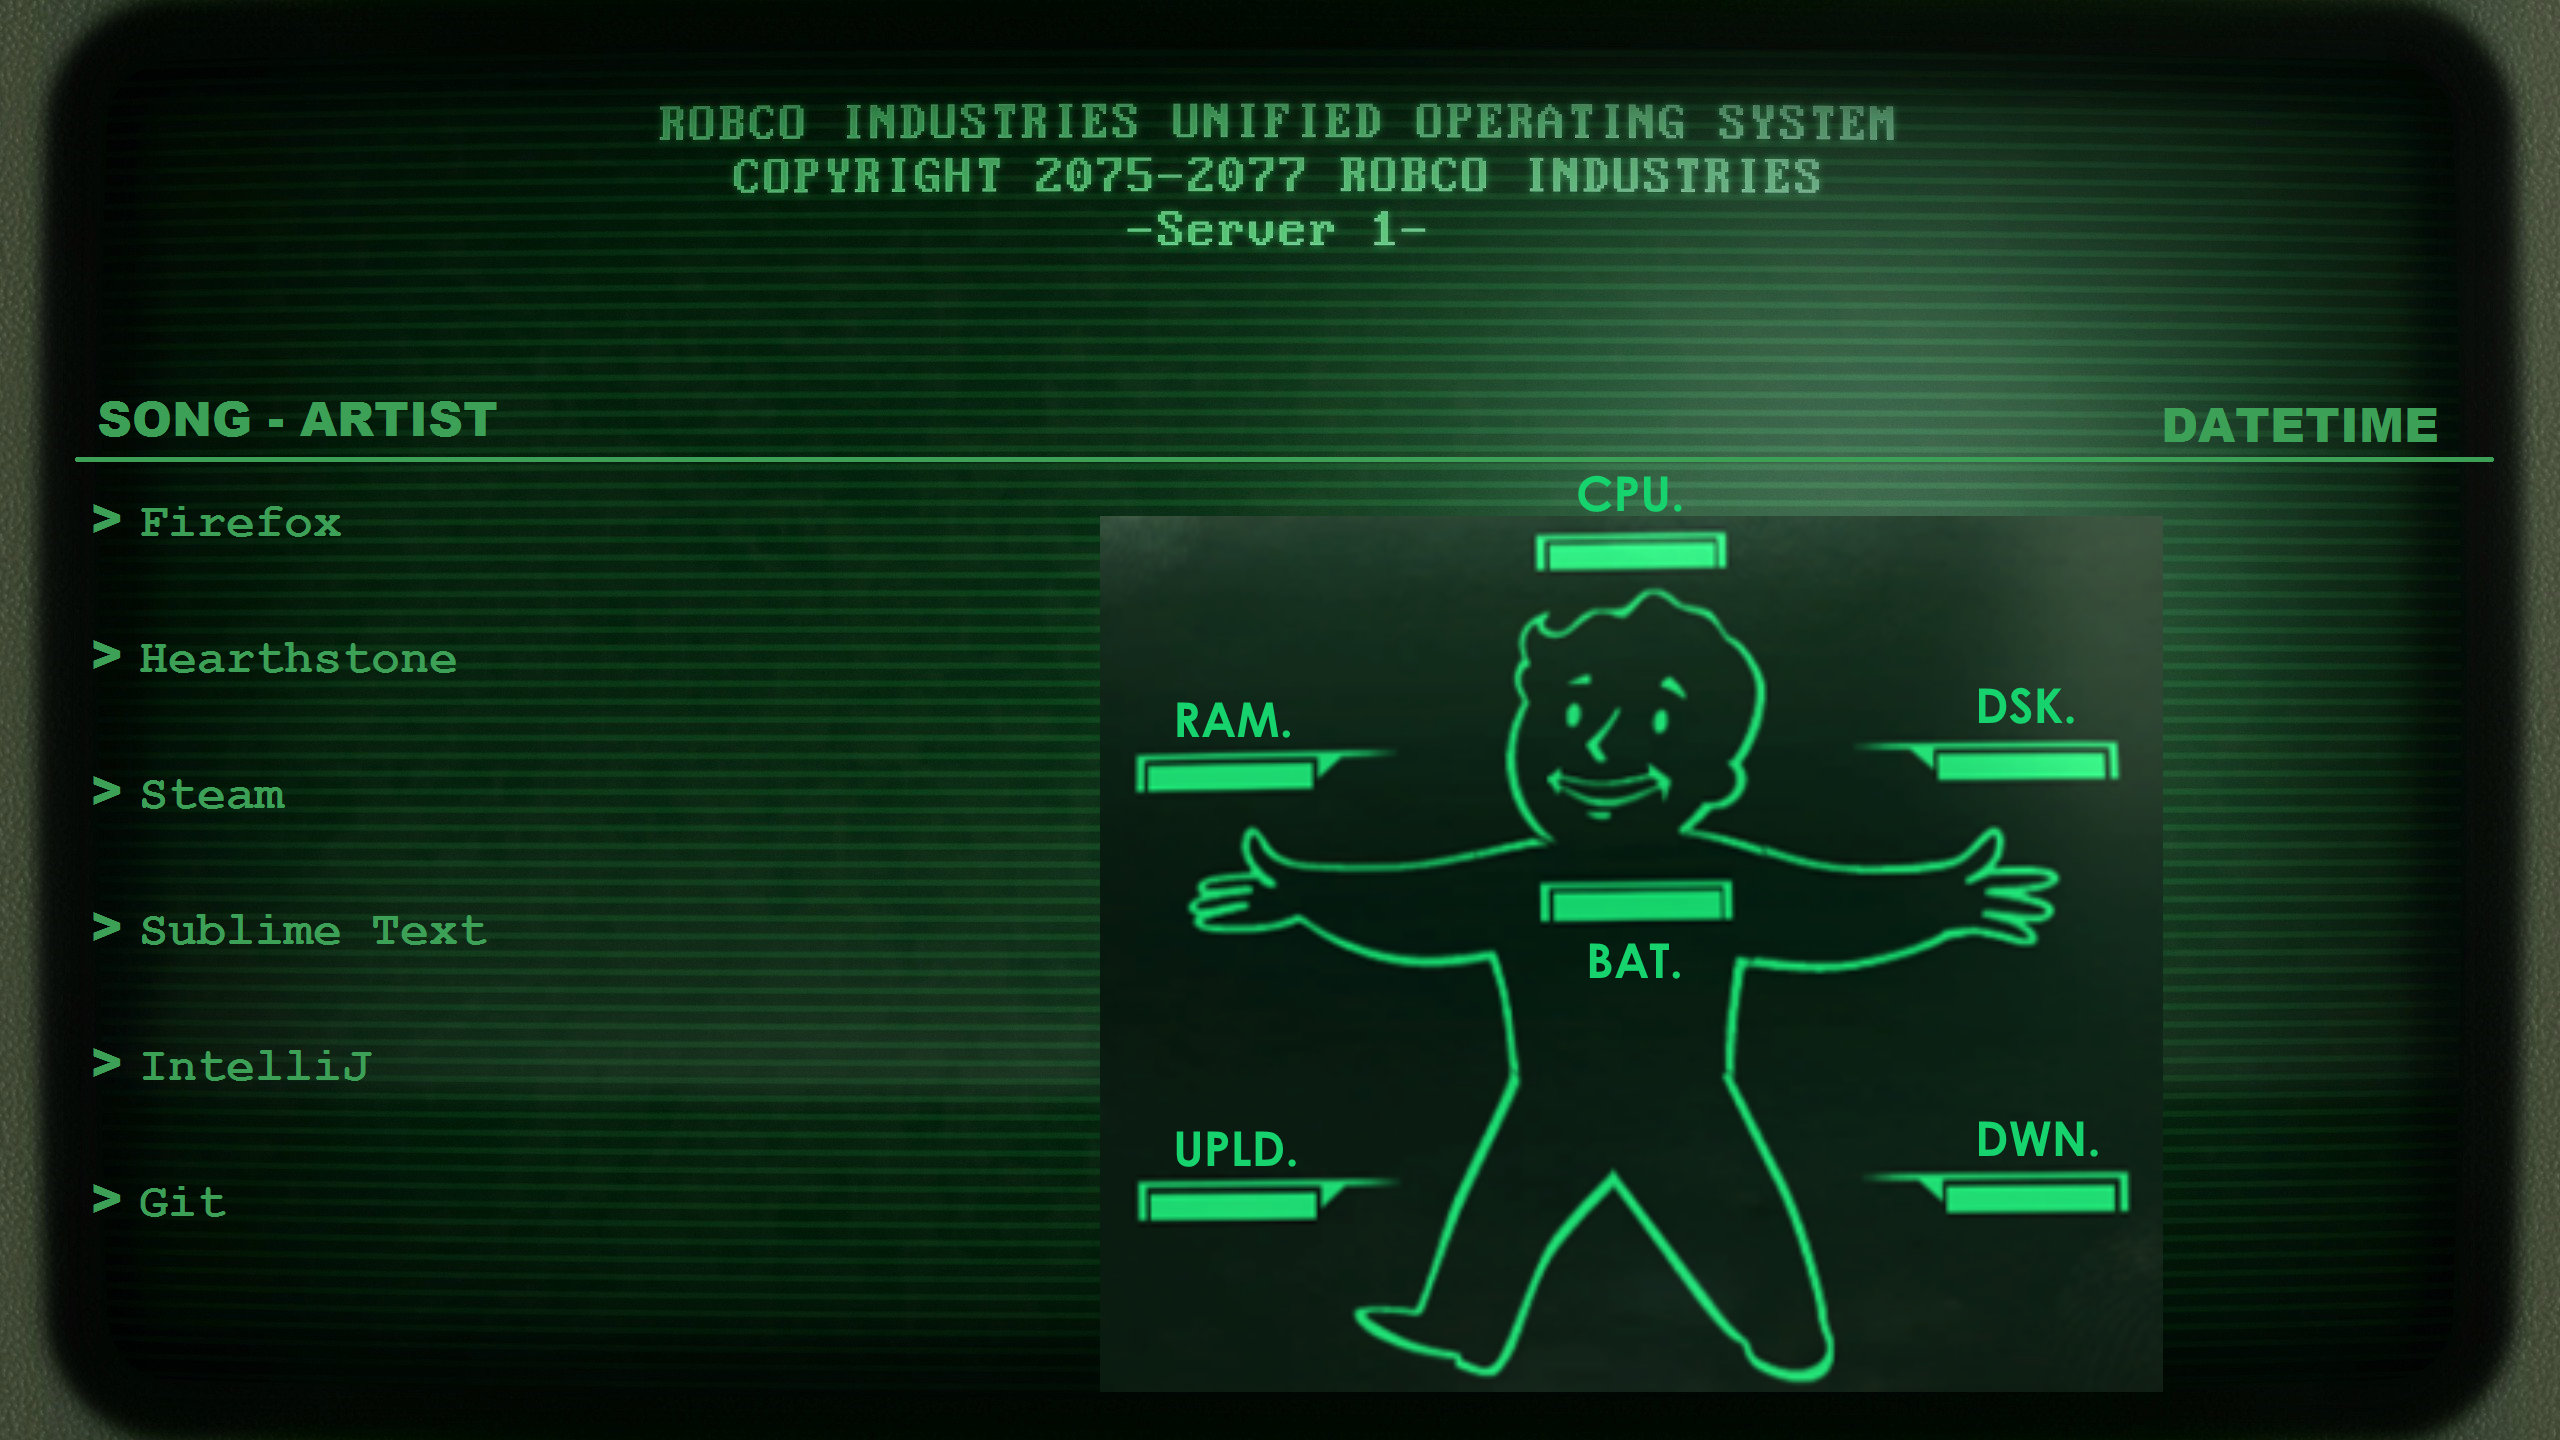 ROBCO INDUSTRIES UNIFIED OPERATING SYSTEM
COPYRIGHT 2075-2077 ROBCO INDUSTRIES
-Server 1-
SONG - ARTIST
DATETIME
> Firefox
> Hearthstone
> Steam
> Sublime Text
> IntelliJ
> Git
CPU.
RAM.
DSK.
BAT.
UPLD.
DWN.